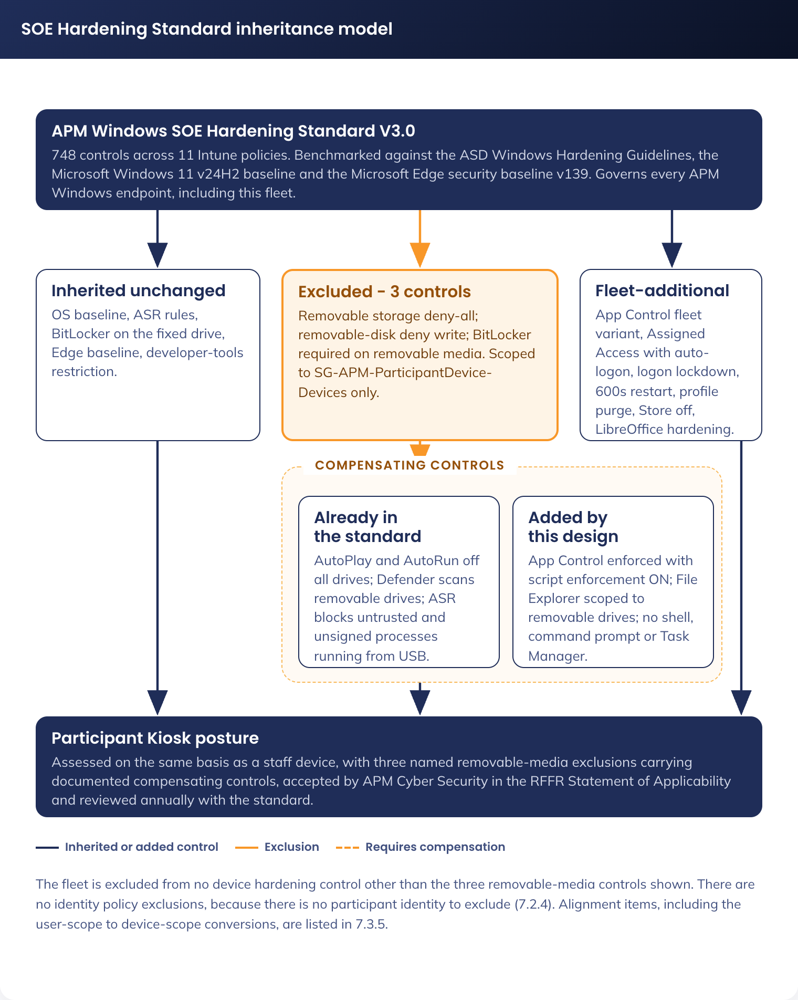 SOE Hardening Standard inheritance model
APM Windows SOE Hardening Standard V3.0
748 controls across 11 Intune policies. Benchmarked against the ASD Windows Hardening Guidelines, the
Microsoft Windows 11 v24H2 baseline and the Microsoft Edge security baseline v139. Governs every APM
Windows endpoint, including this fleet.
Inherited unchanged
OS baseline, ASR rules,
BitLocker on the fixed drive,
Edge baseline, developer-tools
restriction.
Excluded - 3 controls
Removable storage deny-all;
removable-disk deny write; BitLocker
required on removable media. Scoped
to SG-APM-ParticipantDevice-
Devices only.
Fleet-additional
App Control fleet
variant, Assigned
Access with auto-
logon, logon lockdown,
600s restart, profile
purge, Store off,
LibreOffice hardening.
COMPENSATING CONTROLS
Already in
the standard
AutoPlay and AutoRun off
all drives; Defender scans
removable drives; ASR
blocks untrusted and
unsigned processes
running from USB.
Added by
this design
App Control enforced with
script enforcement ON; File
Explorer scoped to
removable drives; no shell,
command prompt or Task
Manager.
Participant Kiosk posture
Assessed on the same basis as a staff device, with three named removable-media exclusions carrying
documented compensating controls, accepted by APM Cyber Security in the RFFR Statement of Applicability
and reviewed annually with the standard.
Inherited or added control
Exclusion
Requires compensation
The fleet is excluded from no device hardening control other than the three removable-media controls shown. There are
no identity policy exclusions, because there is no participant identity to exclude (7.2.4). Alignment items, including the
user-scope to device-scope conversions, are listed in 7.3.5.